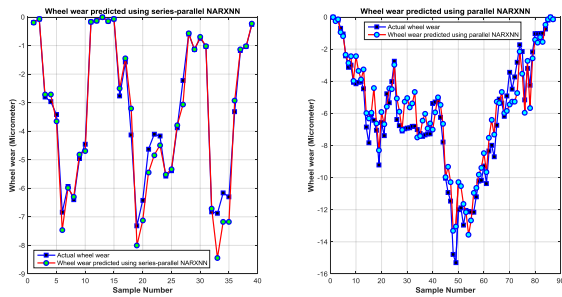 Wheel wear predicted using series-parallel NARXNN
0
-1
-2
-3
-4
-5
-6
-7
-8
-9
Wheel wear (Micrometer)
Actual wheel wear
Wheel wear predicted using series-parallel NARXNN
0 5 10 15 20 25 30 35 40
Sample Number
Wheel wear predicted using parallel NARXNN
0
-2
-4
-6
-8
-10
-12
-14
-16
Wheel wear (Micrometer)
Actual wheel wear
Wheel wear predicted using parallel NARXNN
0 10 20 30 40 50 60 70 80 90
Sample Number